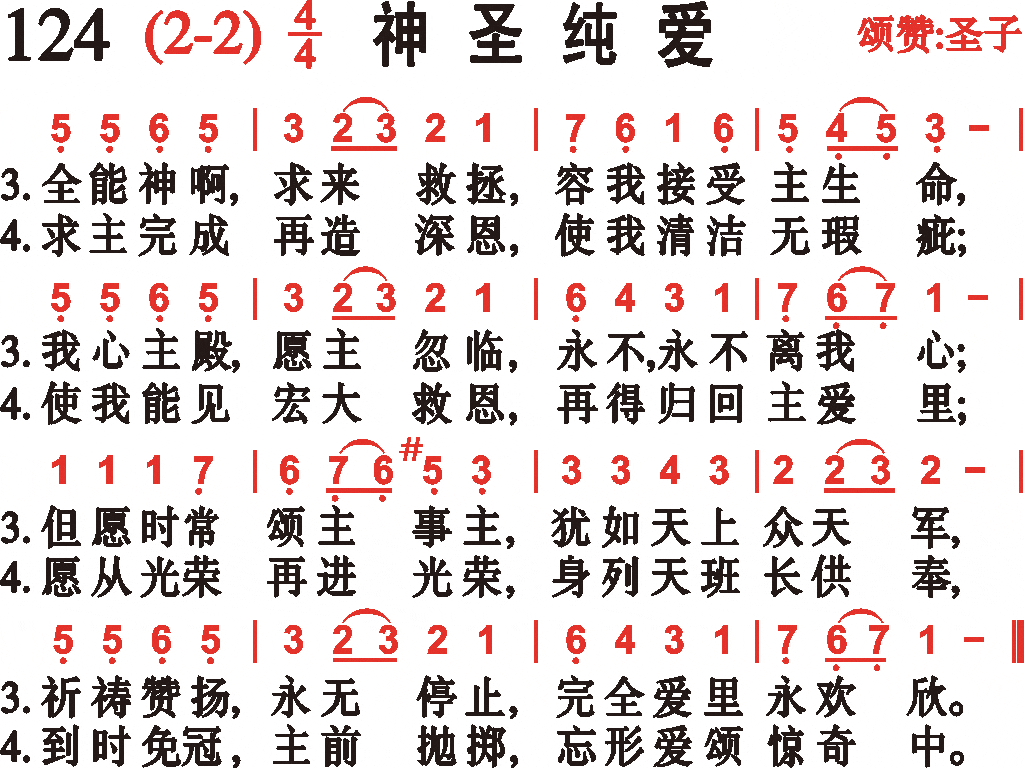 124 (2-2) 4/4 神圣纯爱 颂赞:圣子
5 5 6 5 | 3 2 3 2 1 | 7 6 1 6 | 5 4 5 3 - |
3.全能神啊, 求来 救拯, 容我接受 主生 命,
4.求主完成 再造 深恩, 使我清洁 无瑕 疵;
5 5 6 5 | 3 2 3 2 1 | 6 4 3 1 | 7 6 7 1 - |
3.我心主殿, 愿主 忽临, 永不,永不 离我 心;
4.使我能见 宏大 救恩, 再得归回 主爱 里;
1 1 1 7 | 6 7 6 #5 3 | 3 3 4 3 | 2 2 3 2 - |
3.但愿时常 颂主 事主, 犹如天上 众天 军,
4.愿从光荣 再进 光荣, 身列天班 长供 奉,
5 5 6 5 | 3 2 3 2 1 | 6 4 3 1 | 7 6 7 1 - ‖
3.祈祷赞扬, 永无 停止, 完全爱里 永欢 欣。
4.到时免冠, 主前 抛掷, 忘形爱颂 惊奇 中。